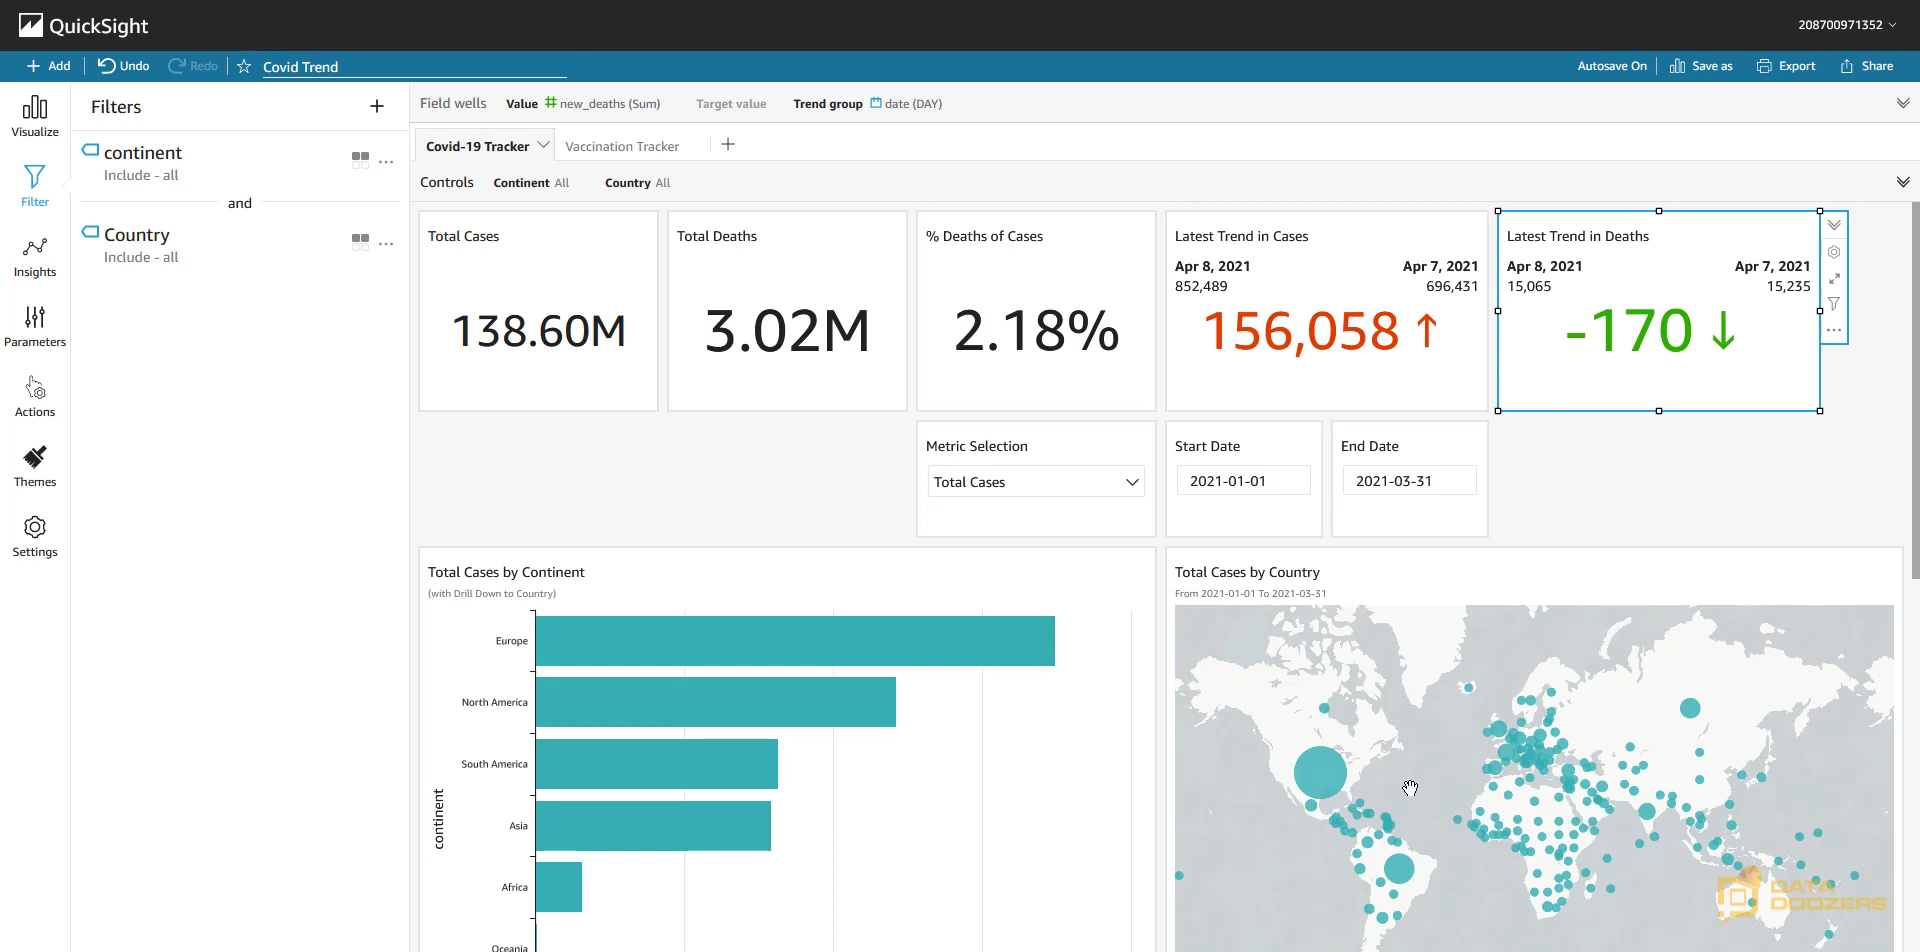 QuickSight
208700971352
Add
Undo
Redo
Covid Trend
Autosave On
Save as
Export
Share
Visualize
Filter
Insights
Parameters
Actions
Themes
Settings
Filters
continent
Include - all
and
Country
Include - all
Field wells Value new_deaths (Sum) Target value Trend group date (DAY)
Covid-19 Tracker
Vaccination Tracker
Controls Continent All Country All
Total Cases
138.60M
Total Deaths
3.02M
% Deaths of Cases
2.18%
Latest Trend in Cases
Apr 8, 2021 Apr 7, 2021
852,489 696,431
156,058
Latest Trend in Deaths
Apr 8, 2021 Apr 7, 2021
15,065 15,235
-170
Metric Selection
Total Cases
Start Date
2021-01-01
End Date
2021-03-31
Total Cases by Continent
(with Drill Down to Country)
continent
Europe
North America
South America
Asia
Africa
Oceania
Total Cases by Country
From 2021-01-01 To 2021-03-31
DATA
DOOZERS